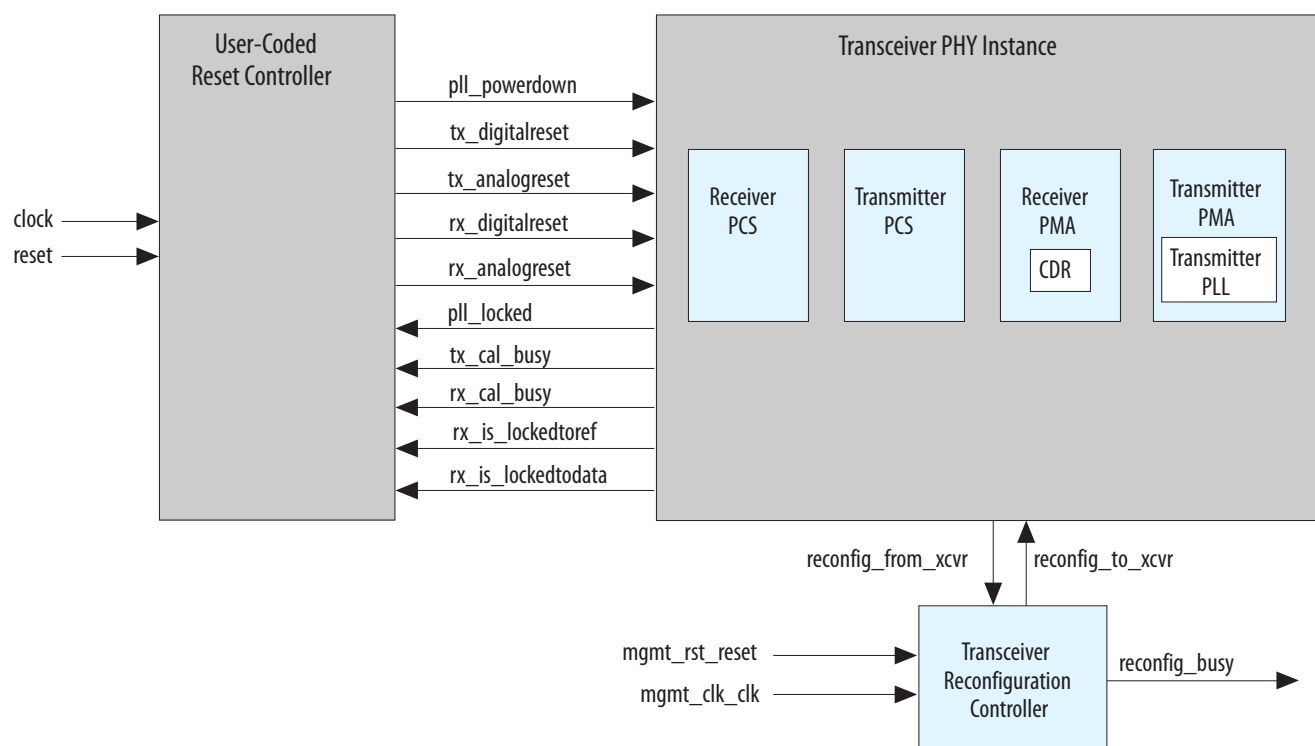 User-Coded
Reset Controller
Transceiver PHY Instance
pll_powerdown
tx_digitalreset
tx_analogreset
rx_digitalreset
rx_analogreset
pll_locked
tx_cal_busy
rx_cal_busy
rx_is_lockedtoref
rx_is_lockedtodata
clock
reset
Receiver
PCS
Transmitter
PCS
Receiver
PMA
CDR
Transmitter
PMA
Transmitter
PLL
reconfig_from_xcvr
reconfig_to_xcvr
mgmt_rst_reset
mgmt_clk_clk
Transceiver
Reconfiguration
Controller
reconfig_busy